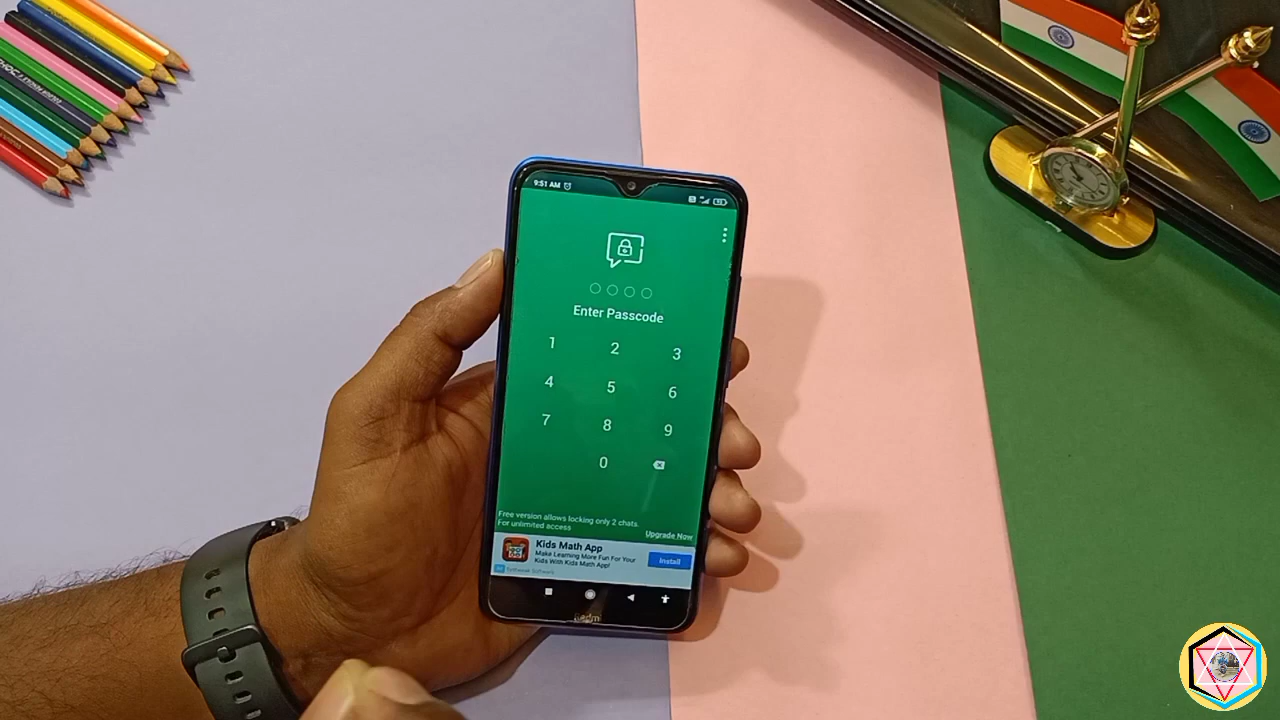 9:51 AM
Enter Passcode
1 2 3
4 5 6
7 8 9
0
Free version allows locking only 2 chats.
For unlimited access
Upgrade Now
Kids Math App
Make Learning More Fun For Your
Kids With Kids Math App!
Install